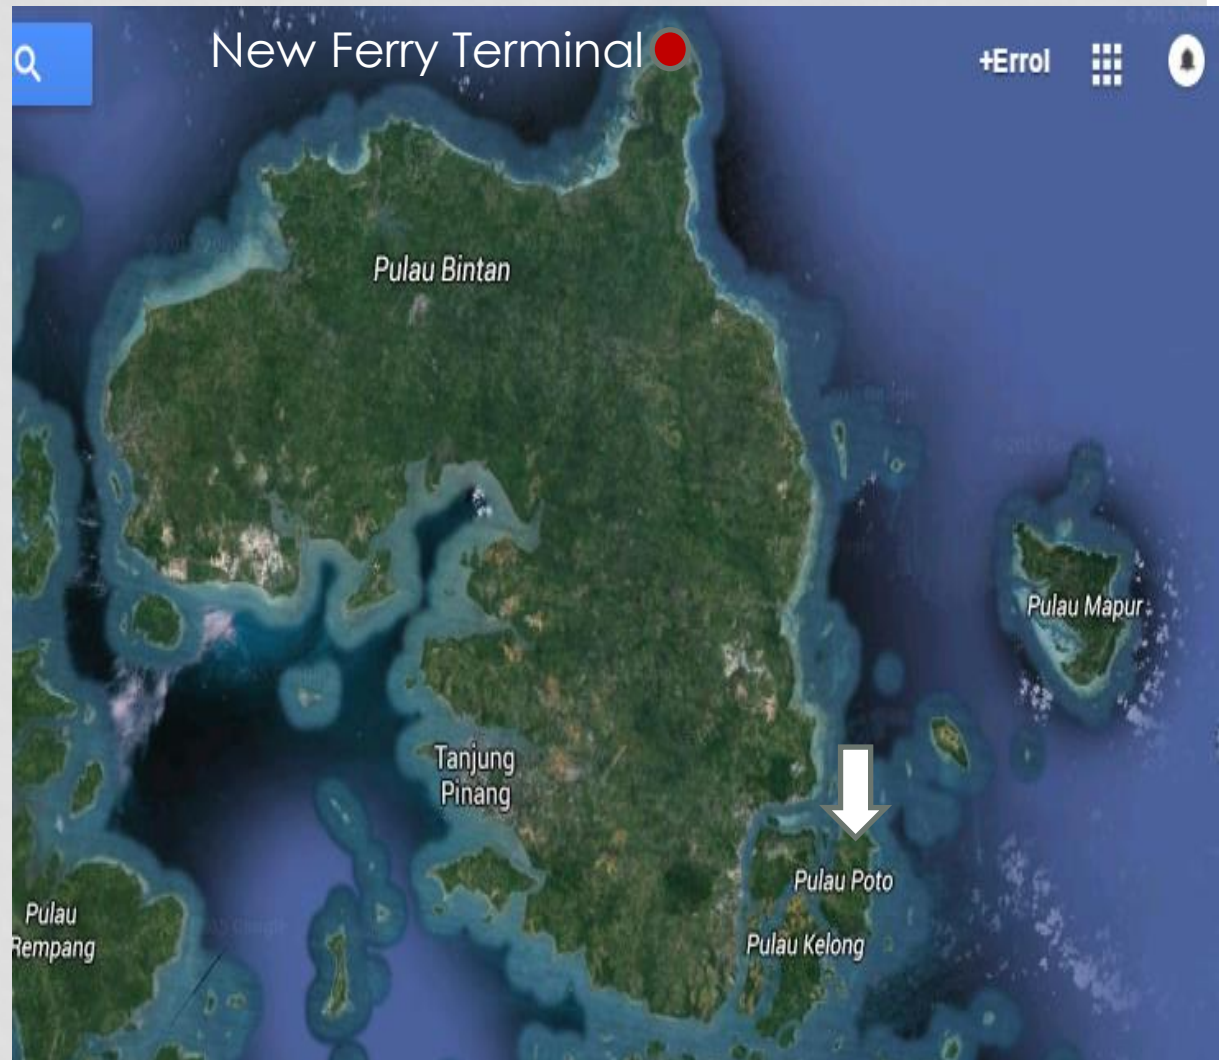 New Ferry Terminal
+Errol
Pulau Bintan
Pulau Mapur
Tanjung
Pinang
Pulau Poto
Pulau
Rempang
Pulau Kelong